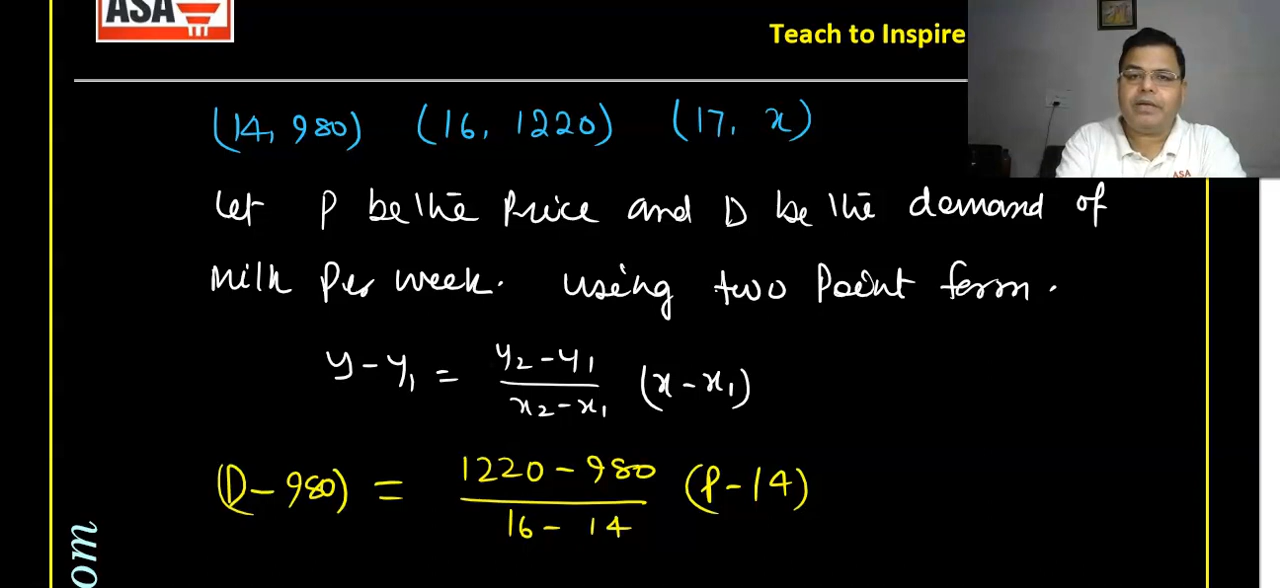 ASA
Teach to Inspire
(14, 980) (16, 1220) (17, x)
Let P be the Price and D be the demand of
Milk Per week. Using two Point form.
y - y₁ = (y₂ - y₁)/(x₂ - x₁) (x - x₁)
(D - 980) = (1220 - 980)/(16 - 14) (P - 14)
om
ASA